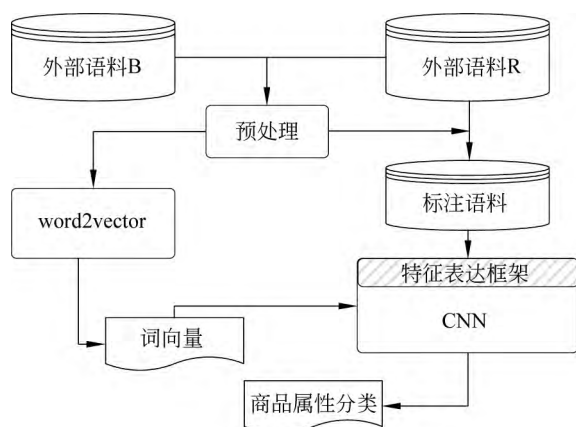 外部语料B
外部语料R
预处理
word2vector
标注语料
特征表达框架
CNN
词向量
商品属性分类